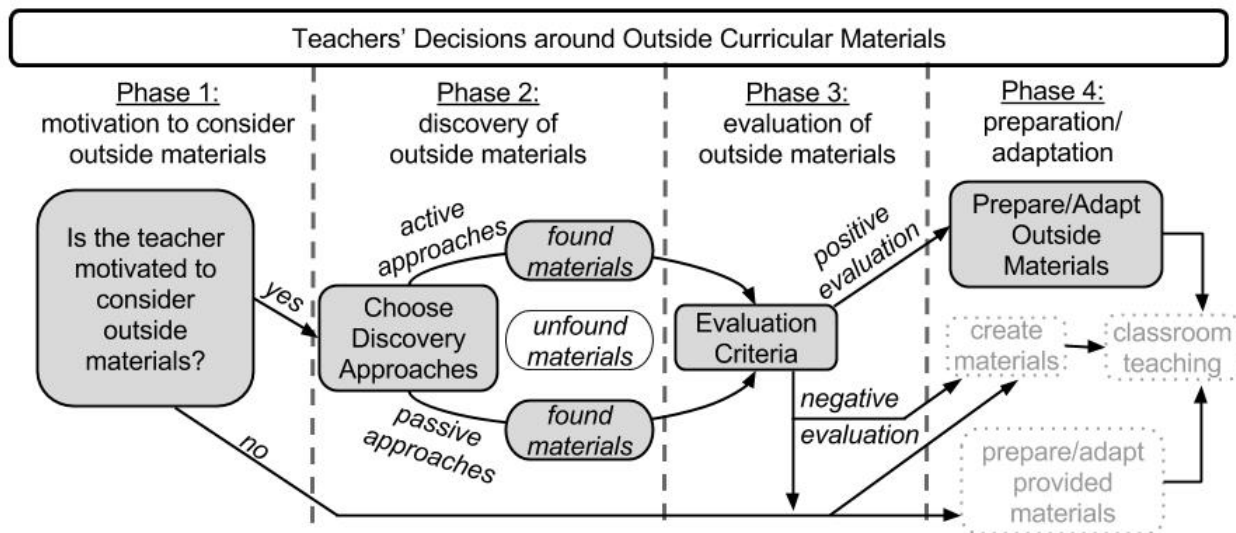 Teachers’ Decisions around Outside Curricular Materials
Phase 1:
motivation to consider
outside materials
Phase 2:
discovery of
outside materials
Phase 3:
evaluation of
outside materials
Phase 4:
preparation/
adaptation
Is the teacher
motivated to
consider
outside
materials?
yes
no
Choose
Discovery
Approaches
active
approaches
found
materials
unfound
materials
passive
approaches
found
materials
Evaluation
Criteria
positive
evaluation
negative
evaluation
Prepare/Adapt
Outside
Materials
create
materials
classroom
teaching
prepare/adapt
provided
materials